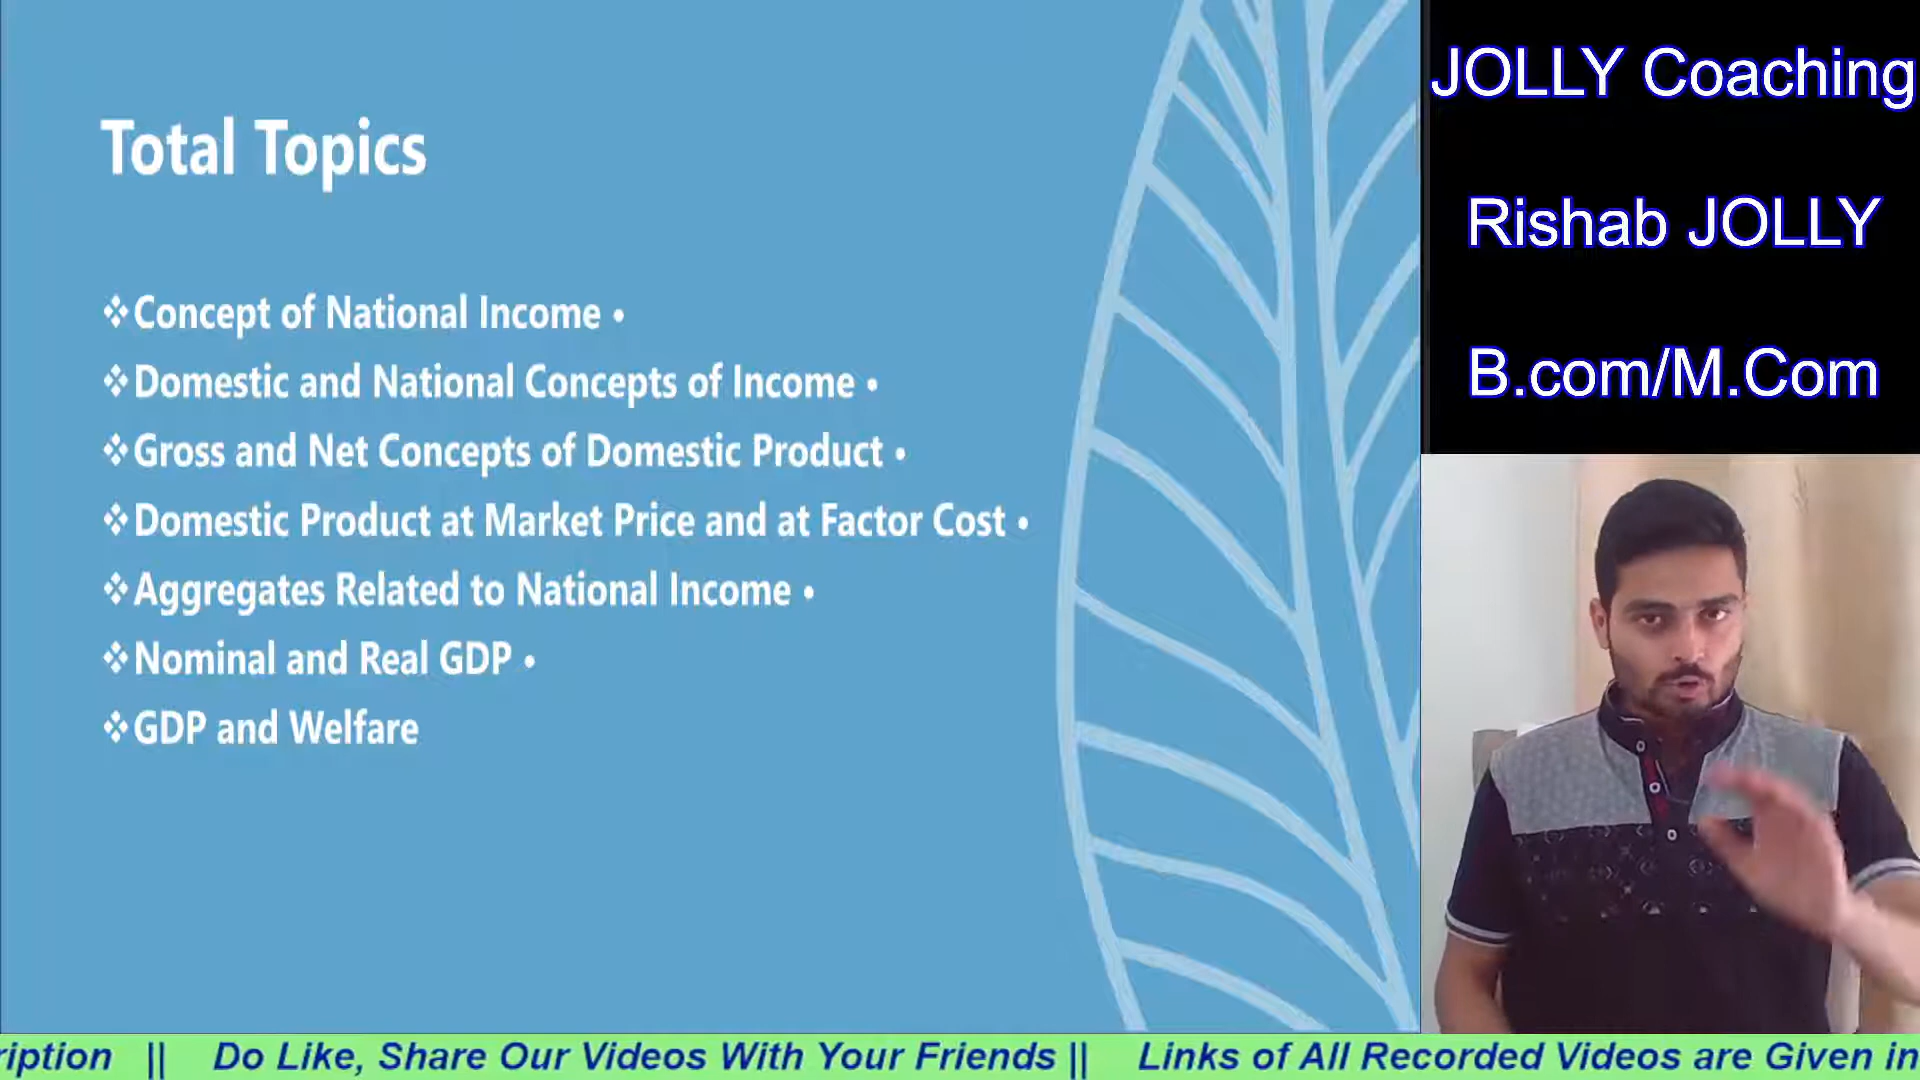 Total Topics
❖Concept of National Income •
❖Domestic and National Concepts of Income •
❖Gross and Net Concepts of Domestic Product •
❖Domestic Product at Market Price and at Factor Cost •
❖Aggregates Related to National Income •
❖Nominal and Real GDP •
❖GDP and Welfare
JOLLY Coaching
Rishab JOLLY
B.com/M.Com
ription || Do Like, Share Our Videos With Your Friends || Links of All Recorded Videos are Given in